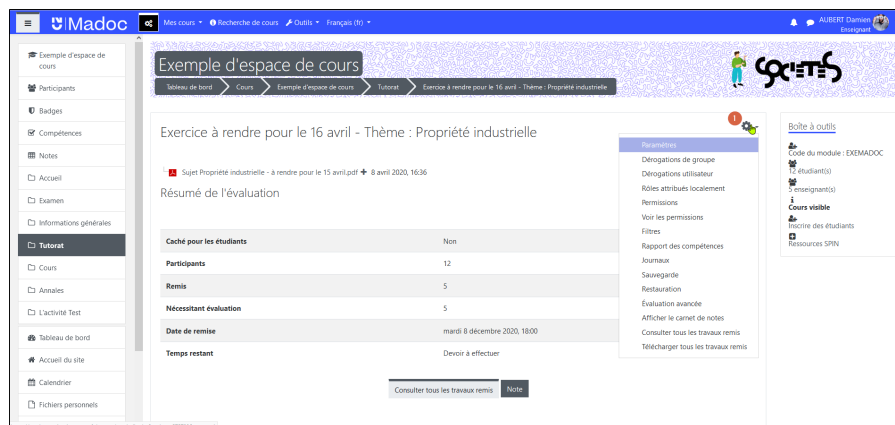 Madoc
Mes cours
Recherche de cours
Outils
Français (fr)
AUBERT Damien
Enseignant
Exemple d'espace de
cours
Participants
Badges
Compétences
Notes
Accueil
Examen
Informations générales
Tutorat
Cours
Annales
L'activité Test
Tableau de bord
Accueil du site
Calendrier
Fichiers personnels
Exemple d'espace de cours
Tableau de bord
Cours
Exemple d'espace de cours
Tutorat
Exercice à rendre pour le 16 avril - Thème : Propriété industrielle
SOCIETES
Exercice à rendre pour le 16 avril - Thème : Propriété industrielle
Sujet Propriété industrielle - à rendre pour le 15 avril.pdf
8 avril 2020, 16:36
Résumé de l'évaluation
Caché pour les étudiants Non
Participants 12
Remis 5
Nécessitant évaluation 5
Date de remise mardi 8 décembre 2020, 18:00
Temps restant Devoir à effectuer
Consulter tous les travaux remis
Note
1
Paramètres
Dérogations de groupe
Dérogations utilisateur
Rôles attribués localement
Permissions
Voir les permissions
Filtres
Rapport des compétences
Journaux
Sauvegarde
Restauration
Évaluation avancée
Afficher le carnet de notes
Consulter tous les travaux remis
Télécharger tous les travaux remis
Boîte à outils
Code du module : EXEMADOC
12 étudiant(s)
5 enseignant(s)
Cours visible
Inscrire des étudiants
Ressources SPIN